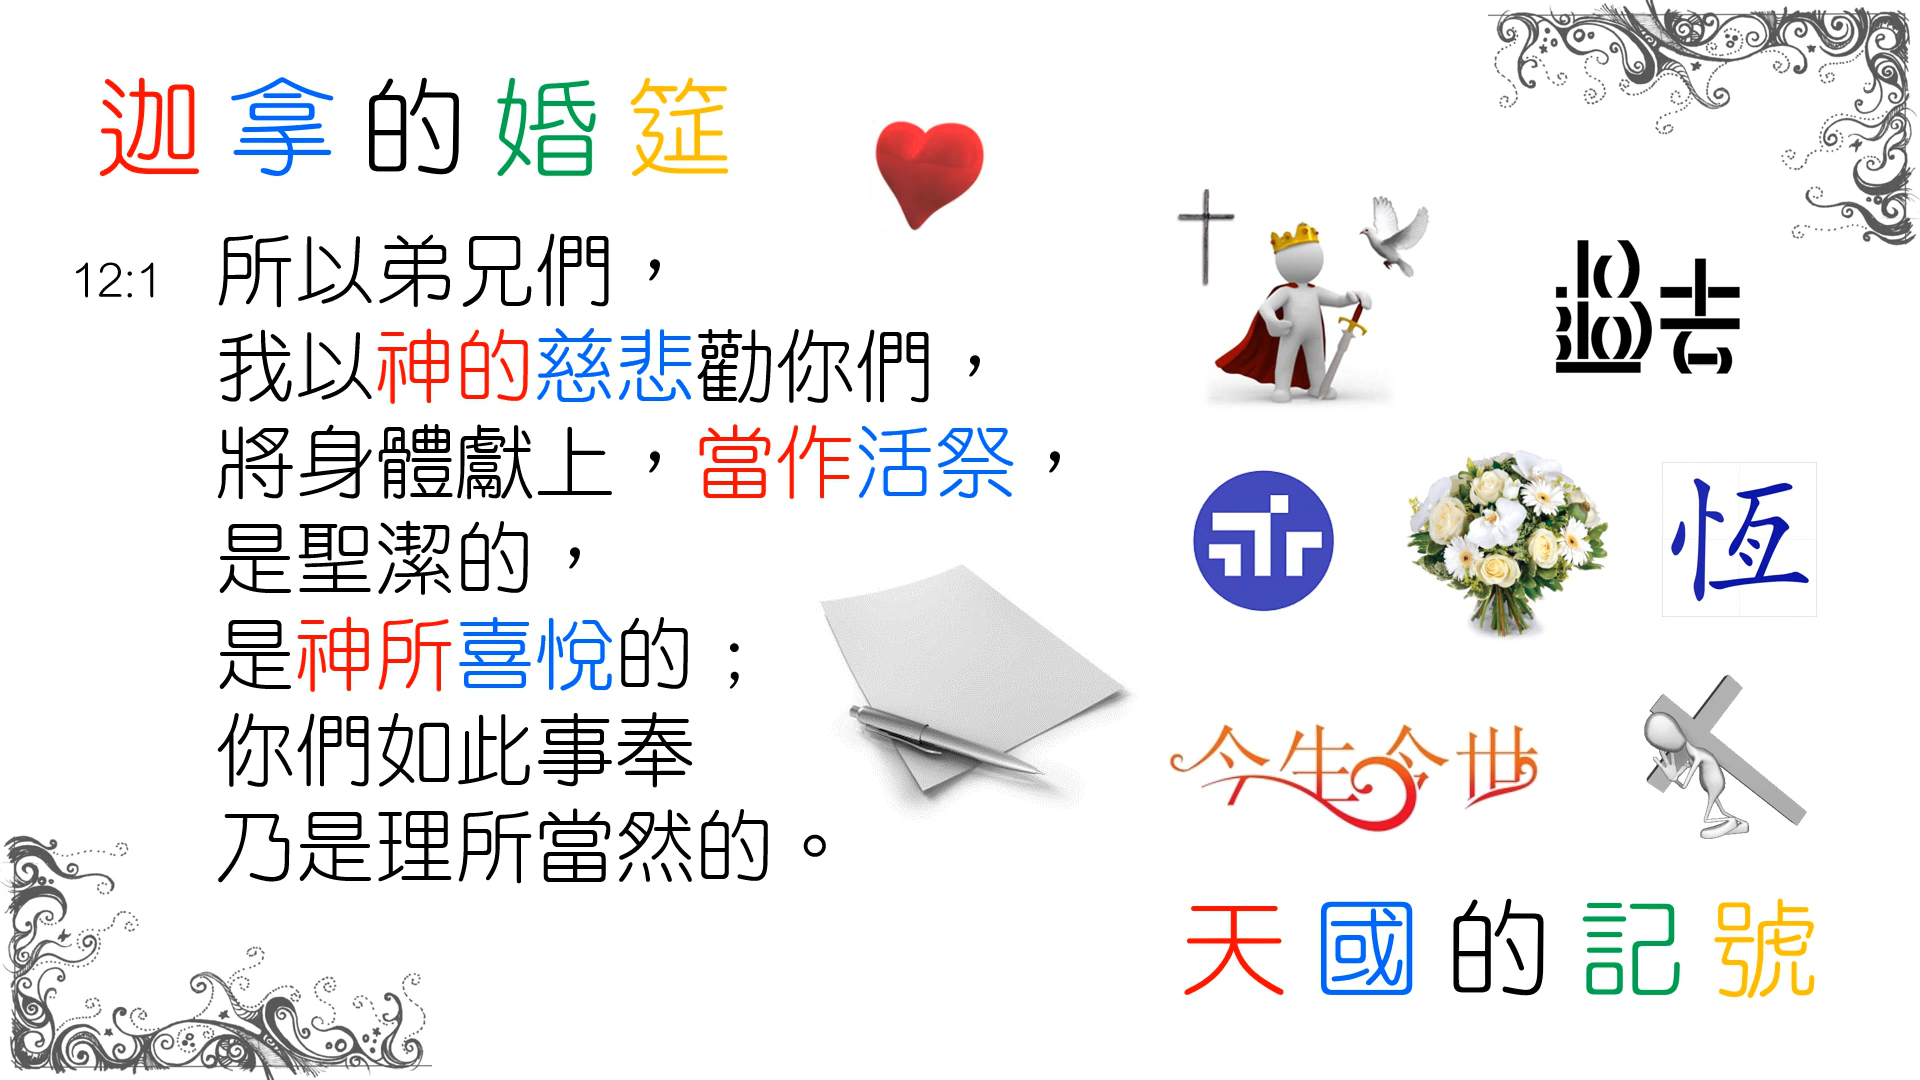 迦拿的婚筵
12:1 所以弟兄們，
我以神的慈悲勸你們，
將身體獻上，當作活祭，
是聖潔的，
是神所喜悅的；
你們如此事奉
乃是理所當然的。
過去
恆
今生今世
天國的記號